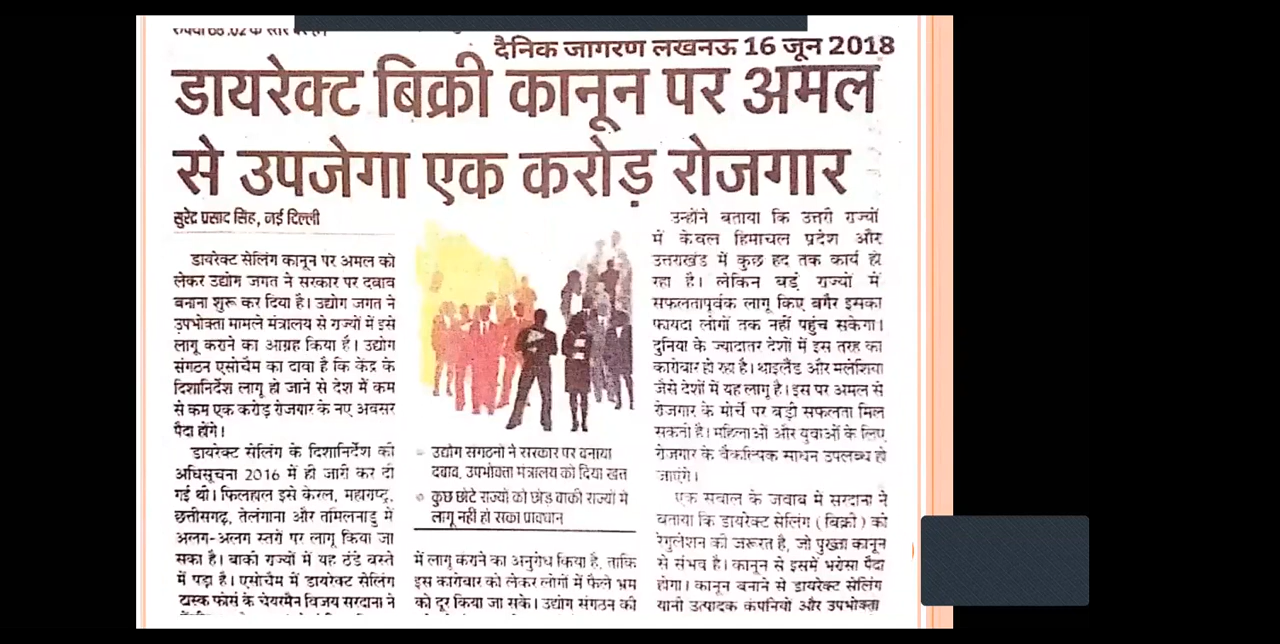 दैनिक जागरण लखनऊ 16 जून 2018
डायरेक्ट बिक्री कानून पर अमल
से उपजेगा एक करोड़ रोजगार
सुरेंद्र प्रसाद सिंह, नई दिल्ली
डायरेक्ट सेलिंग कानून पर अमल को
लेकर उद्योग जगत ने सरकार पर दबाव
बनाना शुरू कर दिया है। उद्योग जगत ने
उपभोक्ता मामले मंत्रालय से राज्यों में इसे
लागू कराने का आग्रह किया है। उद्योग
संगठन एसोचैम का दावा है कि केंद्र के
दिशानिर्देश लागू हो जाने से देश में कम
से कम एक करोड़ रोजगार के नए अवसर
पैदा होंगे।
डायरेक्ट सेलिंग के दिशानिर्देश की
अधिसूचना 2016 में ही जारी कर दी
गई थी। फिलहाल इसे केरल, महाराष्ट्र,
छत्तीसगढ़, तेलंगाना और तमिलनाडु में
अलग-अलग स्तरों पर लागू किया जा
सका है। बाकी राज्यों में यह ठंडे बस्ते
में पड़ा है। एसोचैम में डायरेक्ट सेलिंग
टास्क फोर्स के चेयरमैन विजय सरदाना ने
उद्योग संगठनों ने सरकार पर बनाया
दबाव, उपभोक्ता मंत्रालय को दिया खत
कुछ छोटे राज्यों को छोड़ बाकी राज्यों में
लागू नहीं हो सका प्रावधान
में लागू कराने का अनुरोध किया है, ताकि
इस कारोबार को लेकर लोगों में फैले भ्रम
को दूर किया जा सके। उद्योग संगठन की
उन्होंने बताया कि उत्तरी राज्यों
में केवल हिमाचल प्रदेश और
उत्तराखंड में कुछ हद तक कार्य हो
रहा है। लेकिन बड़े राज्यों में
सफलतापूर्वक लागू किए बगैर इसका
फायदा लोगों तक नहीं पहुंच सकेगा।
दुनिया के ज्यादातर देशों में इस तरह का
कारोबार हो रहा है। थाइलैंड और मलेशिया
जैसे देशों में यह लागू है। इस पर अमल से
रोजगार के मोर्चे पर बड़ी सफलता मिल
सकती है। महिलाओं और युवाओं के लिए
रोजगार के वैकल्पिक साधन उपलब्ध हो
जाएंगे।
एक सवाल के जवाब में सरदाना ने
बताया कि डायरेक्ट सेलिंग (बिक्री) को
रेगुलेशन की जरूरत है, जो पुख्ता कानून
से संभव है। कानून से इसमें भरोसा पैदा
होगा। कानून बनाने से डायरेक्ट सेलिंग
यानी उत्पादक कंपनियों और उपभोक्ता